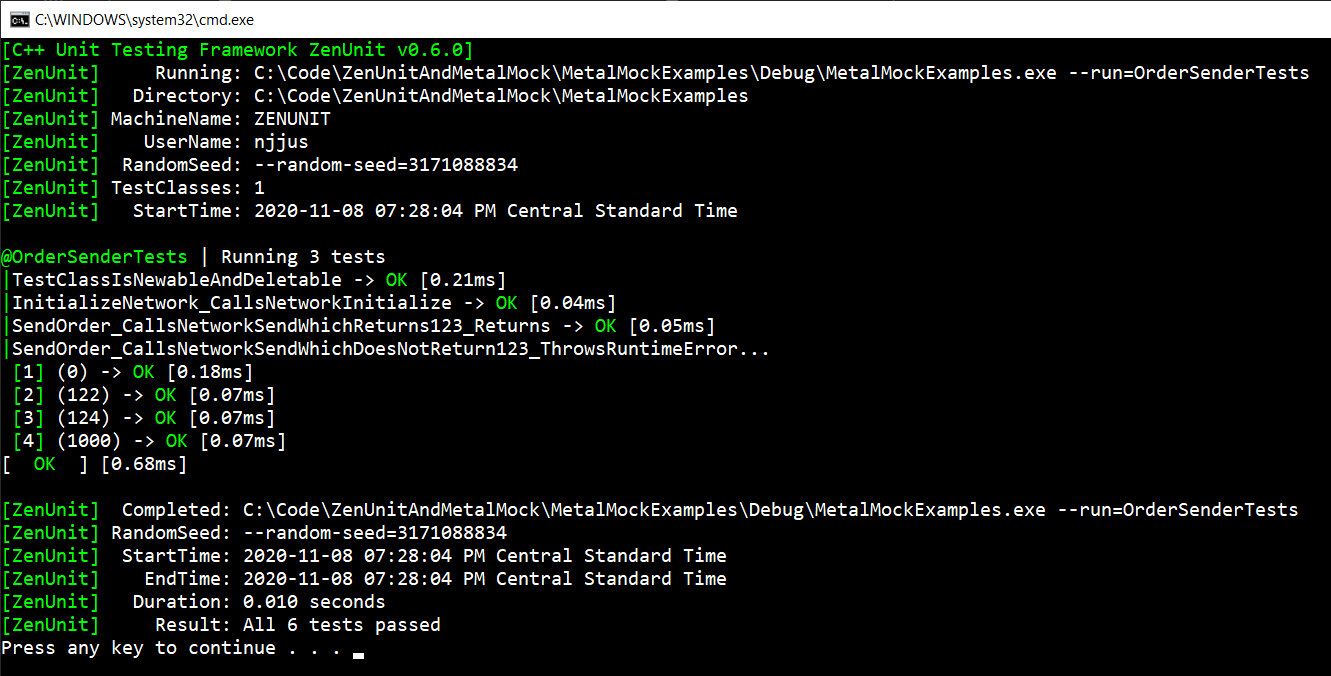 C:\WINDOWS\system32\cmd.exe
[C++ Unit Testing Framework ZenUnit v0.6.0]
[ZenUnit]     Running: C:\Code\ZenUnitAndMetalMock\MetalMockExamples\Debug\MetalMockExamples.exe --run=OrderSenderTests
[ZenUnit]   Directory: C:\Code\ZenUnitAndMetalMock\MetalMockExamples
[ZenUnit] MachineName: ZENUNIT
[ZenUnit]    UserName: njjus
[ZenUnit]  RandomSeed: --random-seed=3171088834
[ZenUnit] TestClasses: 1
[ZenUnit]   StartTime: 2020-11-08 07:28:04 PM Central Standard Time
@OrderSenderTests | Running 3 tests
|TestClassIsNewableAndDeletable -> OK [0.21ms]
|InitializeNetwork_CallsNetworkInitialize -> OK [0.04ms]
|SendOrder_CallsNetworkSendWhichReturns123_Returns -> OK [0.05ms]
|SendOrder_CallsNetworkSendWhichDoesNotReturn123_ThrowsRuntimeError...
 [1] (0) -> OK [0.18ms]
 [2] (122) -> OK [0.07ms]
 [3] (124) -> OK [0.07ms]
 [4] (1000) -> OK [0.07ms]
[  OK  ] [0.68ms]
[ZenUnit]  Completed: C:\Code\ZenUnitAndMetalMock\MetalMockExamples\Debug\MetalMockExamples.exe --run=OrderSenderTests
[ZenUnit] RandomSeed: --random-seed=3171088834
[ZenUnit]  StartTime: 2020-11-08 07:28:04 PM Central Standard Time
[ZenUnit]    EndTime: 2020-11-08 07:28:04 PM Central Standard Time
[ZenUnit]   Duration: 0.010 seconds
[ZenUnit]     Result: All 6 tests passed
Press any key to continue . . .